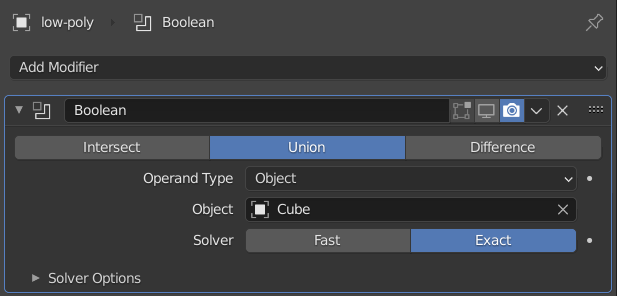 low-poly Boolean
Add Modifier
Boolean
Intersect Union Difference
Operand Type Object
Object Cube
Solver Fast Exact
Solver Options